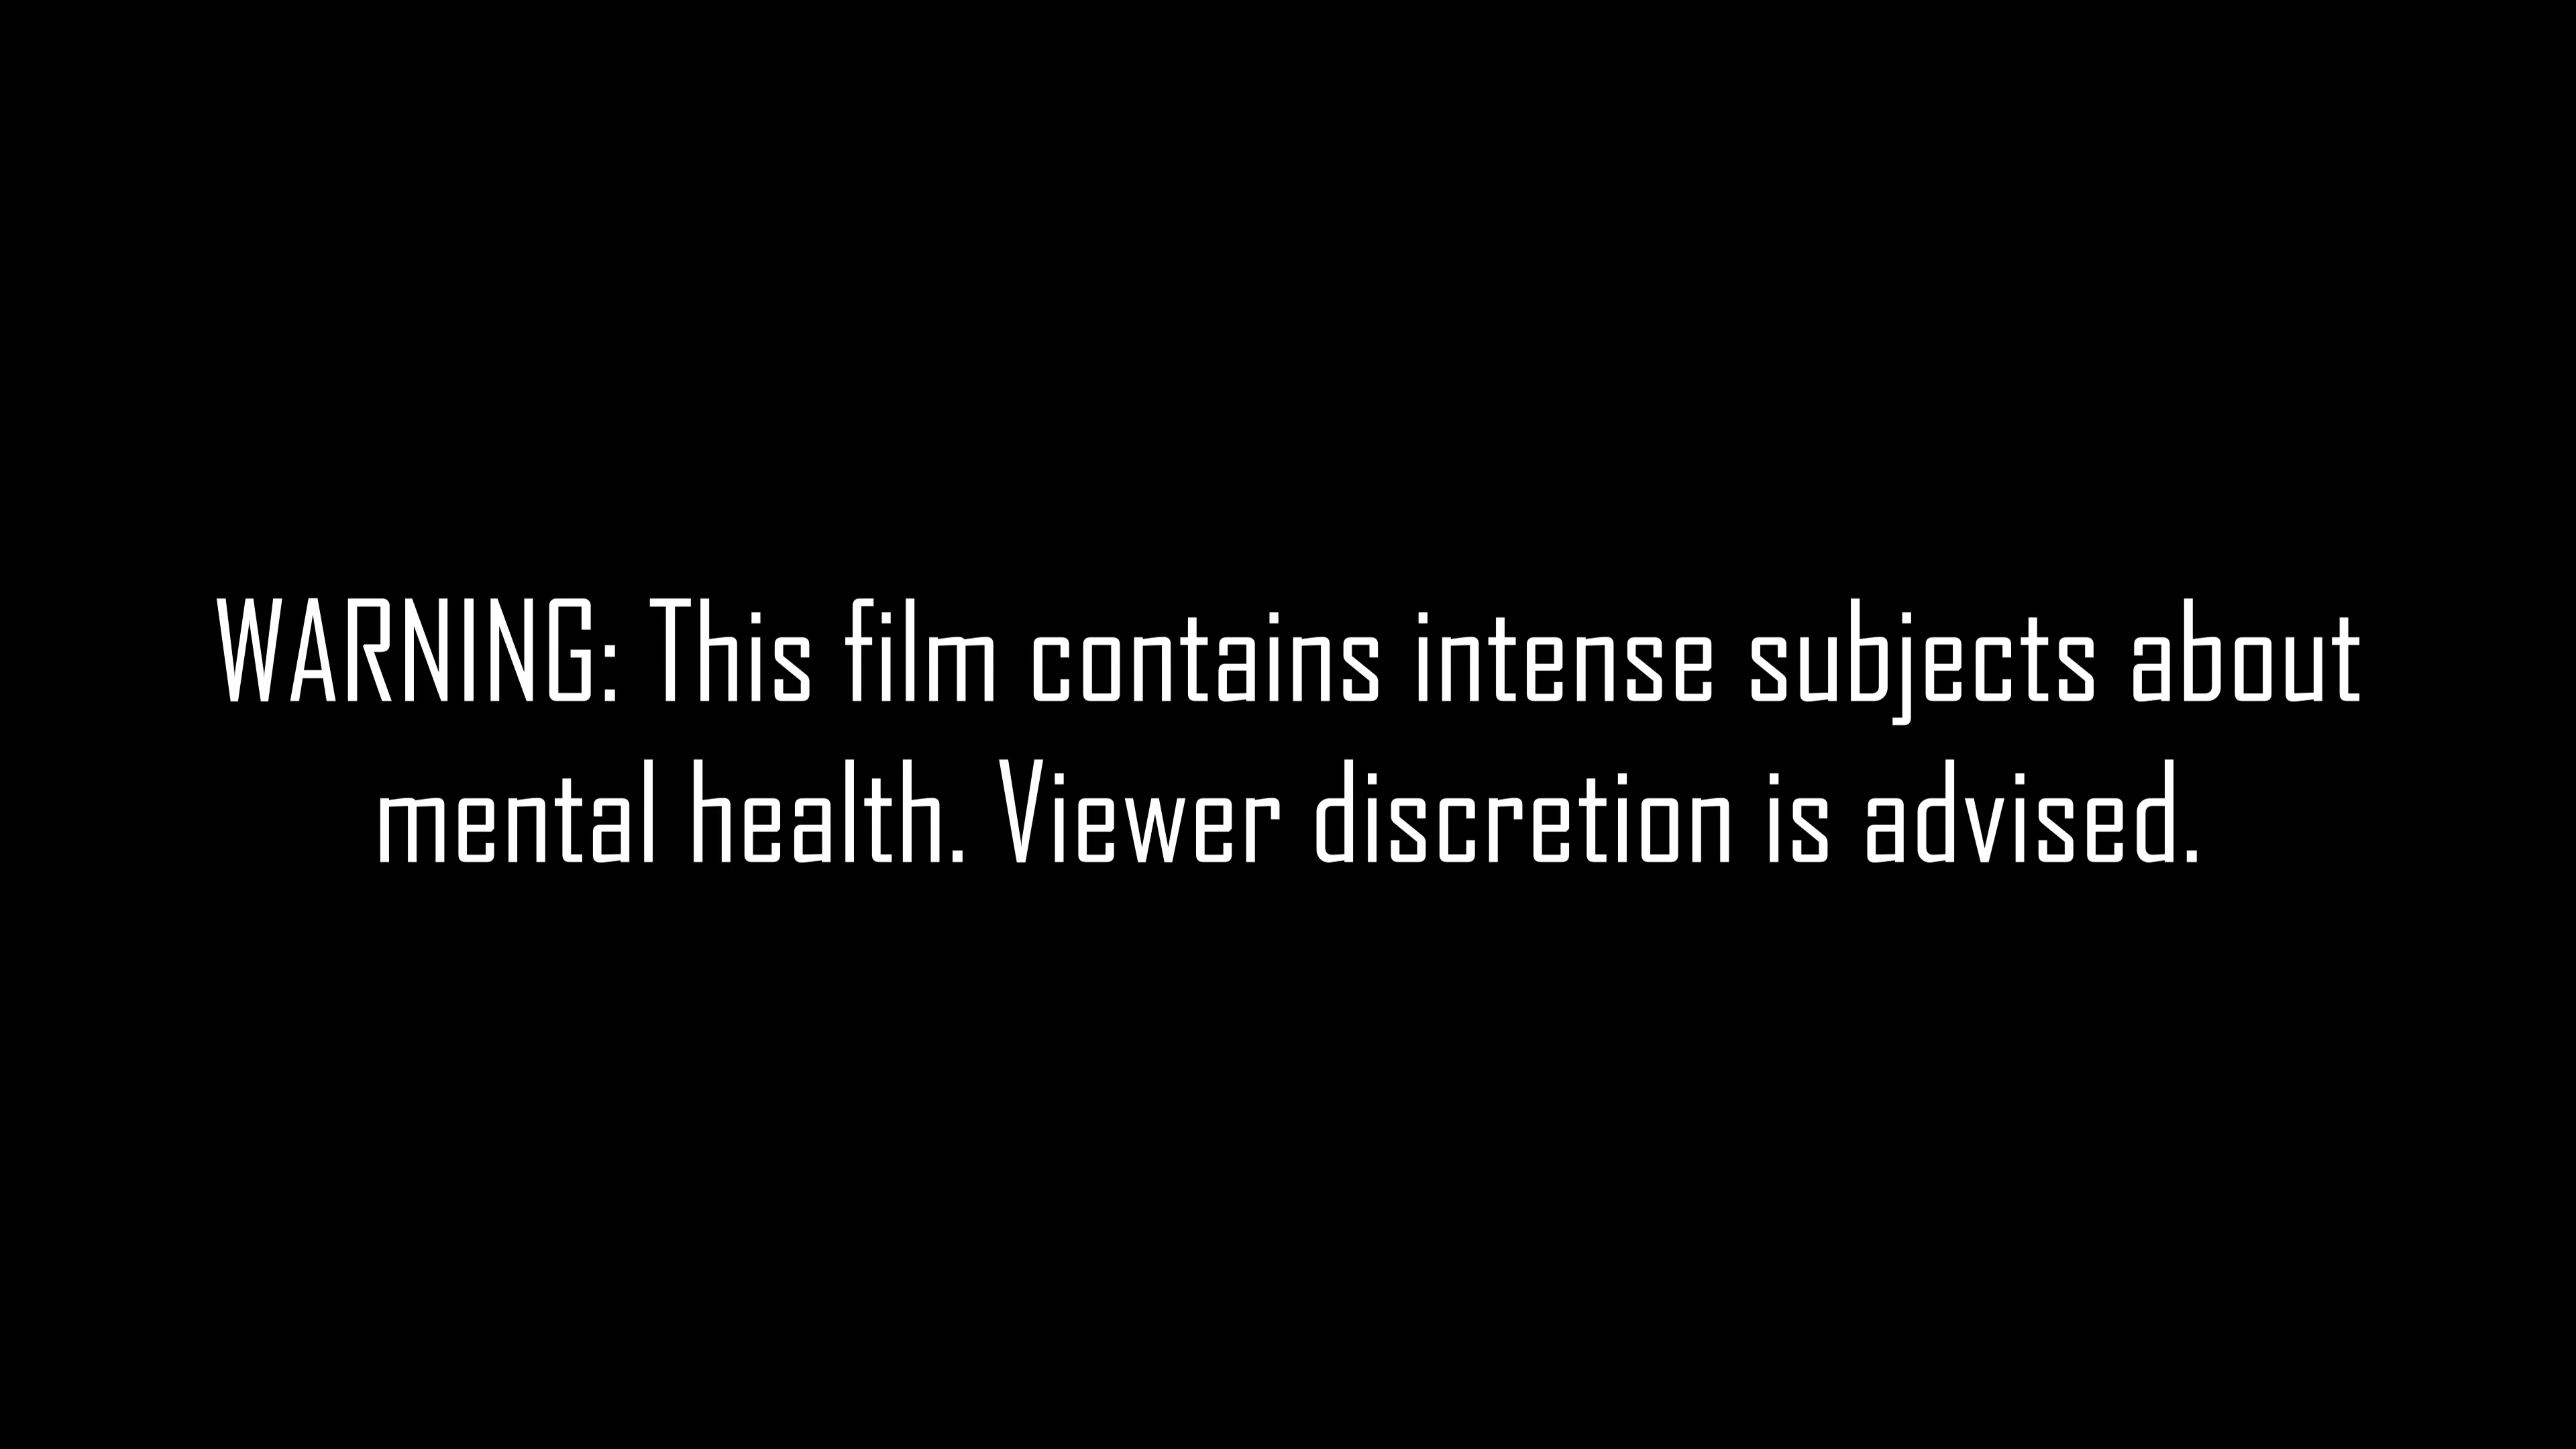 WARNING: This film contains intense subjects about
mental health. Viewer discretion is advised.